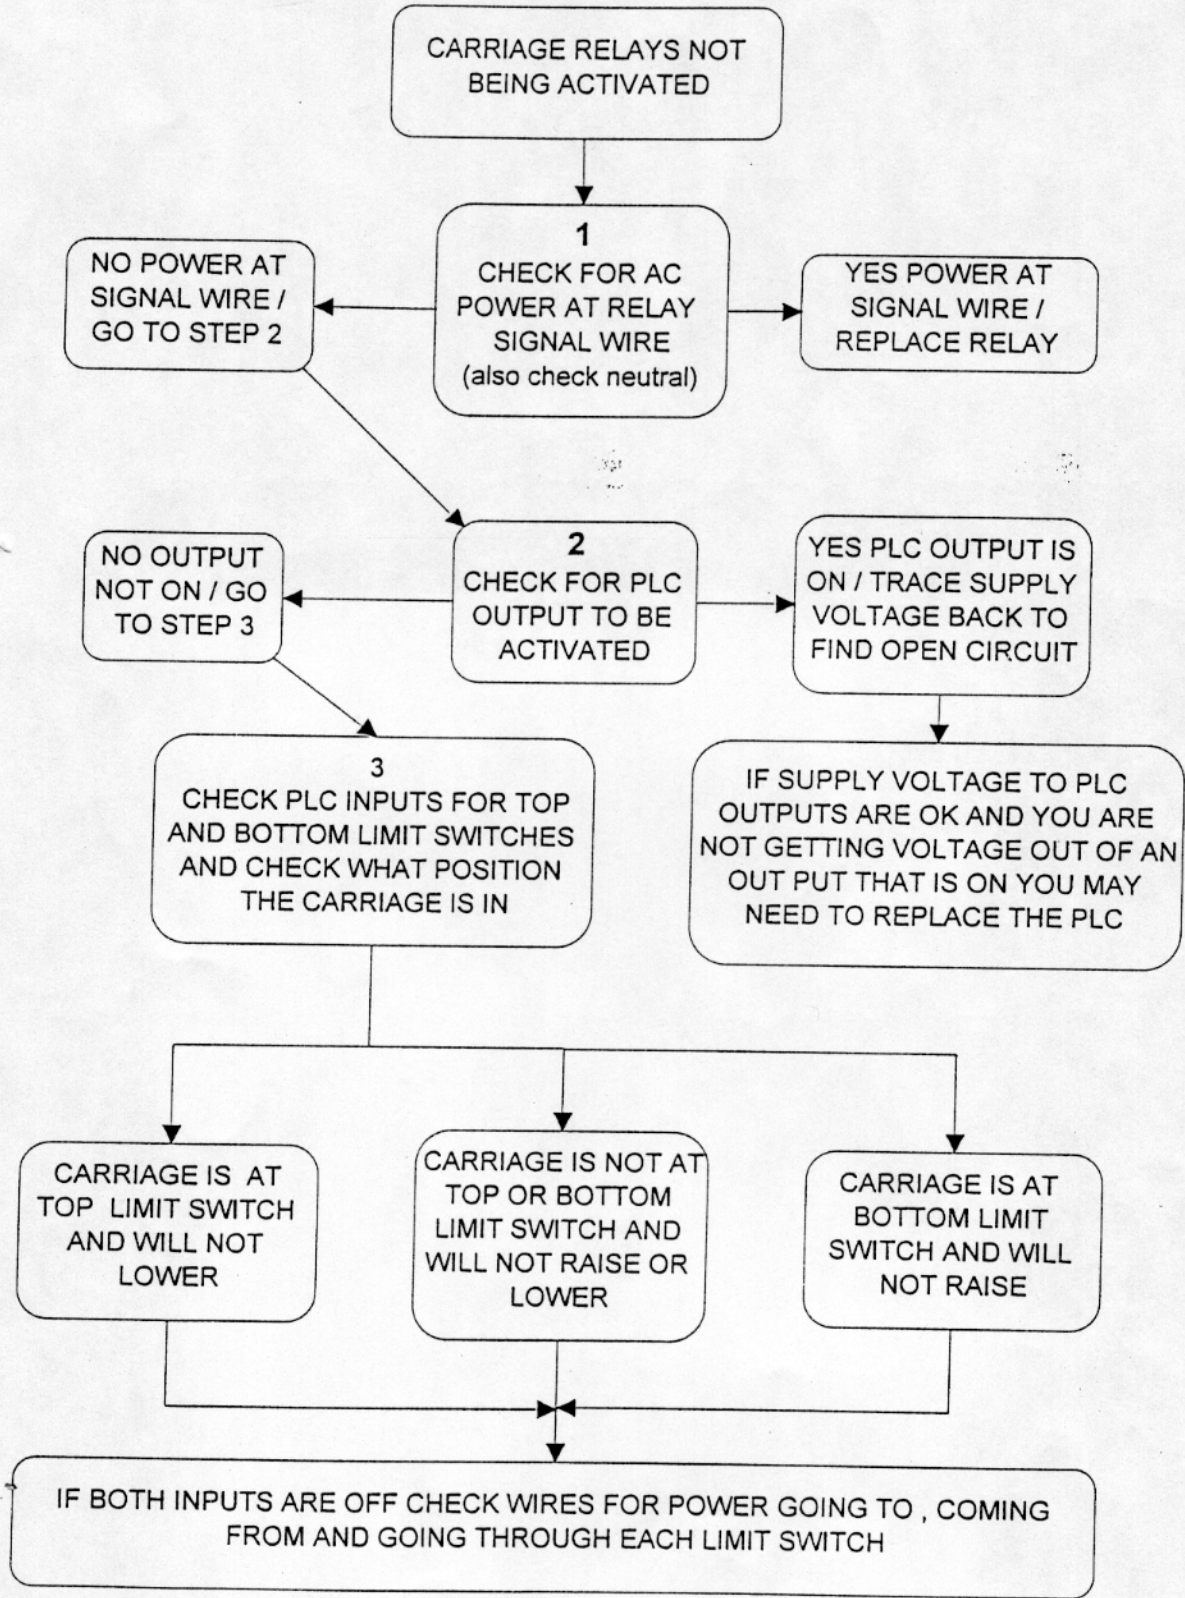 CARRIAGE RELAYS NOT
BEING ACTIVATED
1
CHECK FOR AC
POWER AT RELAY
SIGNAL WIRE
(also check neutral)
NO POWER AT
SIGNAL WIRE /
GO TO STEP 2
YES POWER AT
SIGNAL WIRE /
REPLACE RELAY
2
CHECK FOR PLC
OUTPUT TO BE
ACTIVATED
NO OUTPUT
NOT ON / GO
TO STEP 3
YES PLC OUTPUT IS
ON / TRACE SUPPLY
VOLTAGE BACK TO
FIND OPEN CIRCUIT
IF SUPPLY VOLTAGE TO PLC
OUTPUTS ARE OK AND YOU ARE
NOT GETTING VOLTAGE OUT OF AN
OUT PUT THAT IS ON YOU MAY
NEED TO REPLACE THE PLC
3
CHECK PLC INPUTS FOR TOP
AND BOTTOM LIMIT SWITCHES
AND CHECK WHAT POSITION
THE CARRIAGE IS IN
CARRIAGE IS AT
TOP LIMIT SWITCH
AND WILL NOT
LOWER
CARRIAGE IS NOT AT
TOP OR BOTTOM
LIMIT SWITCH AND
WILL NOT RAISE OR
LOWER
CARRIAGE IS AT
BOTTOM LIMIT
SWITCH AND WILL
NOT RAISE
IF BOTH INPUTS ARE OFF CHECK WIRES FOR POWER GOING TO , COMING
FROM AND GOING THROUGH EACH LIMIT SWITCH